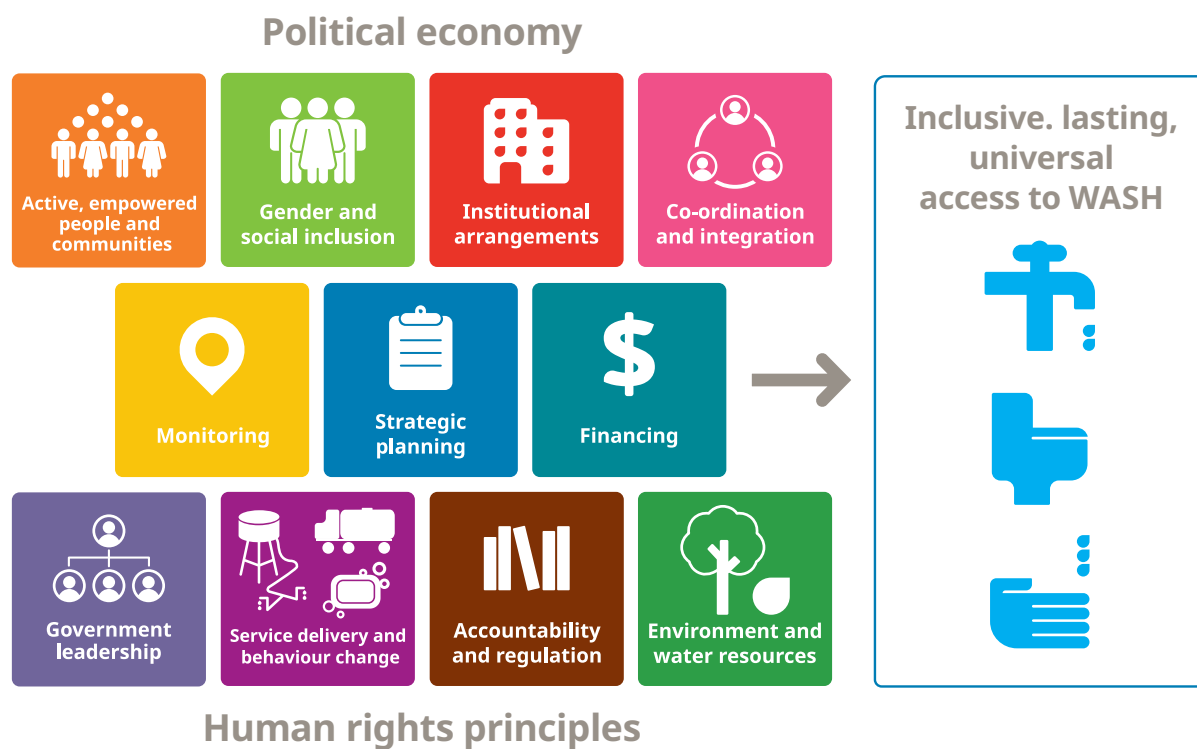 Political economy
Active, empowered
people and
communities
Gender and
social inclusion
Institutional
arrangements
Co-ordination
and integration
Inclusive. lasting,
universal
access to WASH
Monitoring
Strategic
planning
$
Financing
Government
leadership
Service delivery and
behaviour change
Accountability
and regulation
Environment and
water resources
Human rights principles